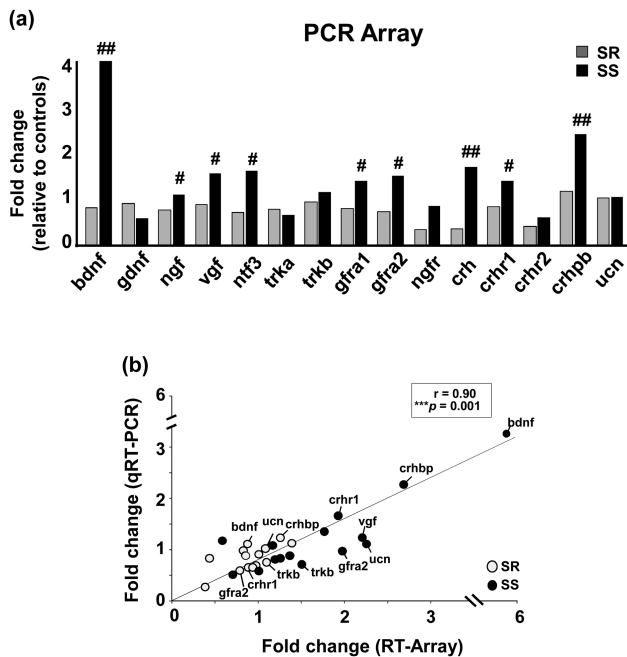 (a)
PCR Array
SR
SS
Fold change
(relative to controls)
4
3
2
1
0
##
#
#
#
#
#
##
#
##
bdnf
gdnf
ngf
vgf
ntf3
trka
trkb
gfra1
gfra2
ngfr
crh
crhr1
crhr2
crhpb
ucn
(b)
Fold change (qRT-PCR)
6
3
2
1
0
r = 0.90
***p = 0.001
bdnf
crhbp
crhr1
vgf
ucn
gfra2
bdnf
ucn
crhbp
trkb
trkb
crhr1
gfra2
SR
SS
0
1
2
3
6
Fold change (RT-Array)